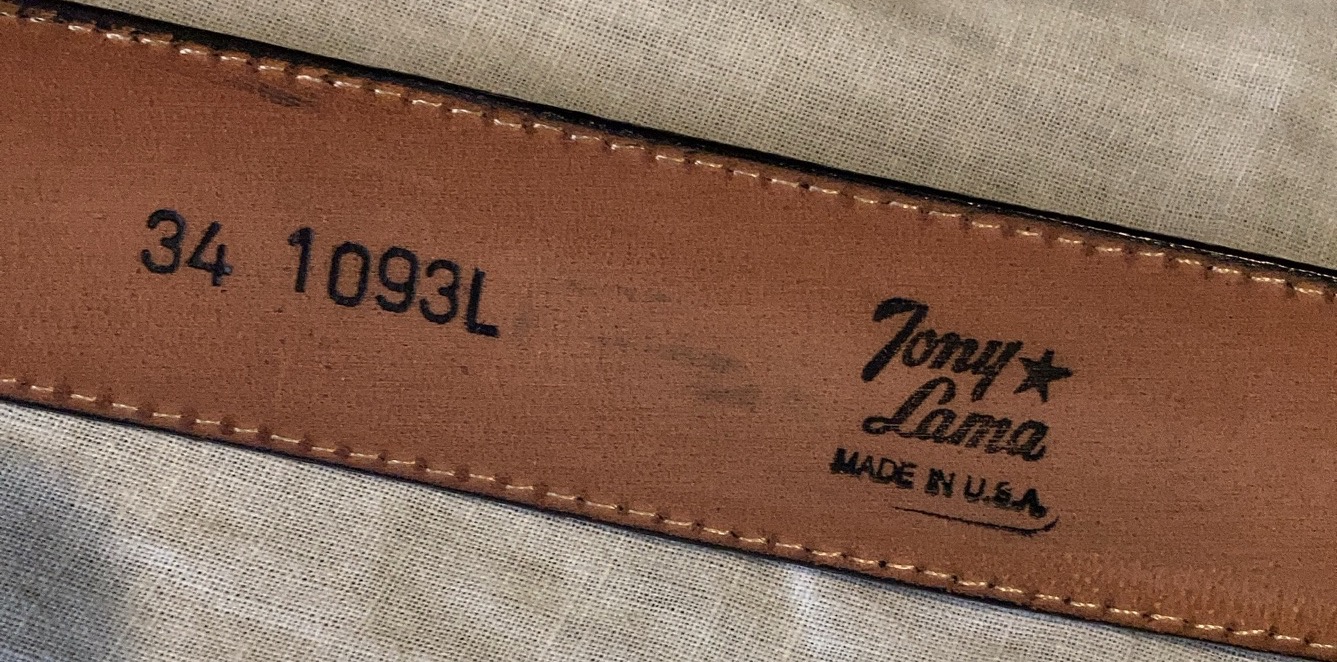 34 1093L
Tony★
Lama
MADE IN U.S.A.